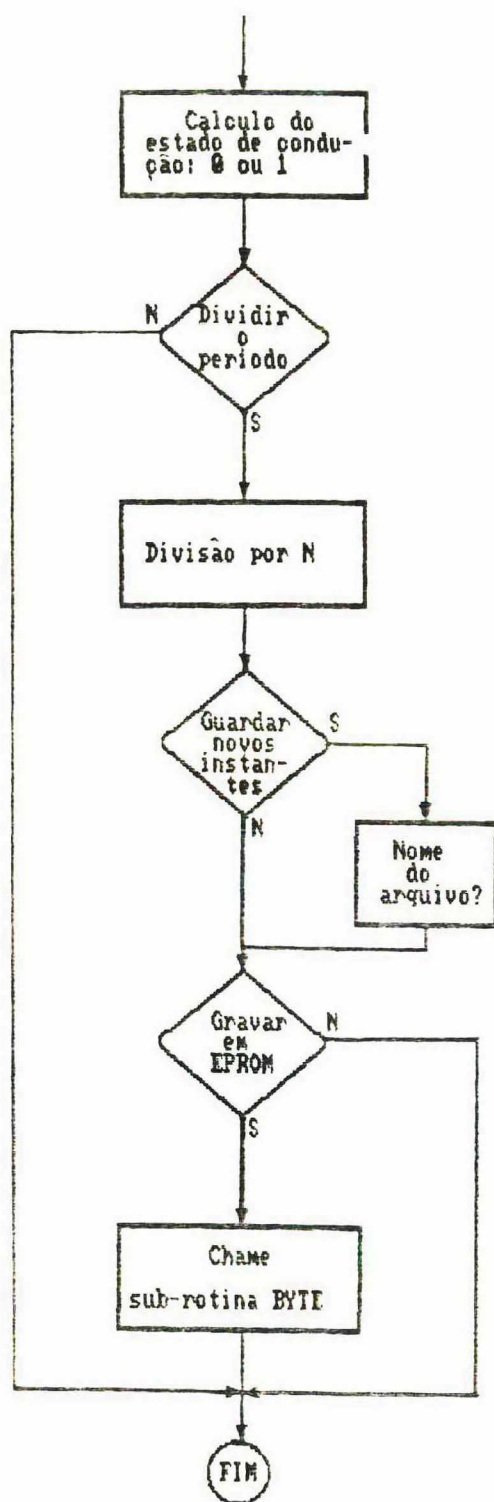 Calculo do
estado de condu-
ção: 0 ou 1
N
Dividir
o
período
S
Divisão por N
Guardar
novos
instan-
tes
S
N
Nome
do
arquivo?
Gravar
em
EPROM
N
S
Chame
sub-rotina BYTE
FIM